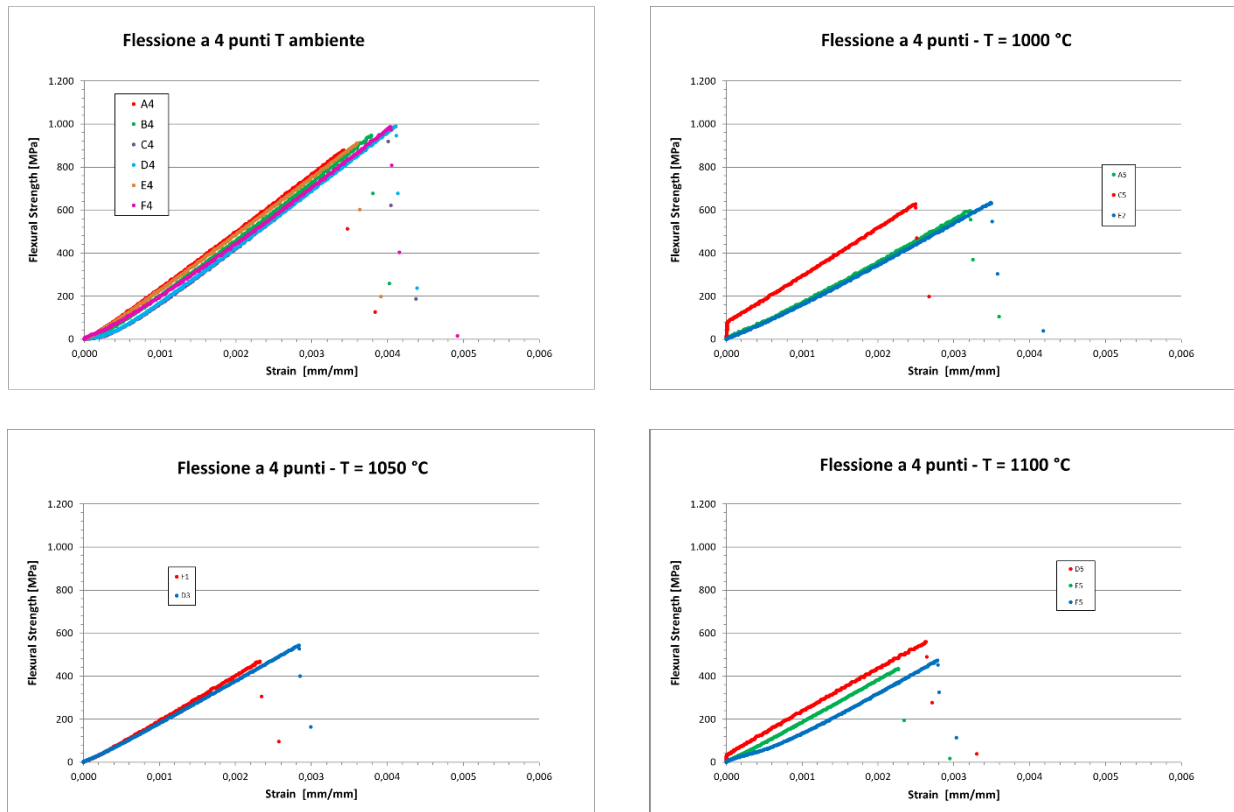 Flessione a 4 punti T ambiente
Flexural Strength [MPa]
1.200
1.000
800
600
400
200
0
A4
B4
C4
D4
E4
F4
0,000 0,001 0,002 0,003 0,004 0,005 0,006
Strain [mm/mm]
Flessione a 4 punti - T = 1000 °C
Flexural Strength [MPa]
1.200
1.000
800
600
400
200
0
A5
C5
E2
0,000 0,001 0,002 0,003 0,004 0,005 0,006
Strain [mm/mm]
Flessione a 4 punti - T = 1050 °C
Flexural Strength [MPa]
1.200
1.000
800
600
400
200
0
F1
D3
0,000 0,001 0,002 0,003 0,004 0,005 0,006
Strain [mm/mm]
Flessione a 4 punti - T = 1100 °C
Flexural Strength [MPa]
1.200
1.000
800
600
400
200
0
D5
E5
F5
0,000 0,001 0,002 0,003 0,004 0,005 0,006
Strain [mm/mm]